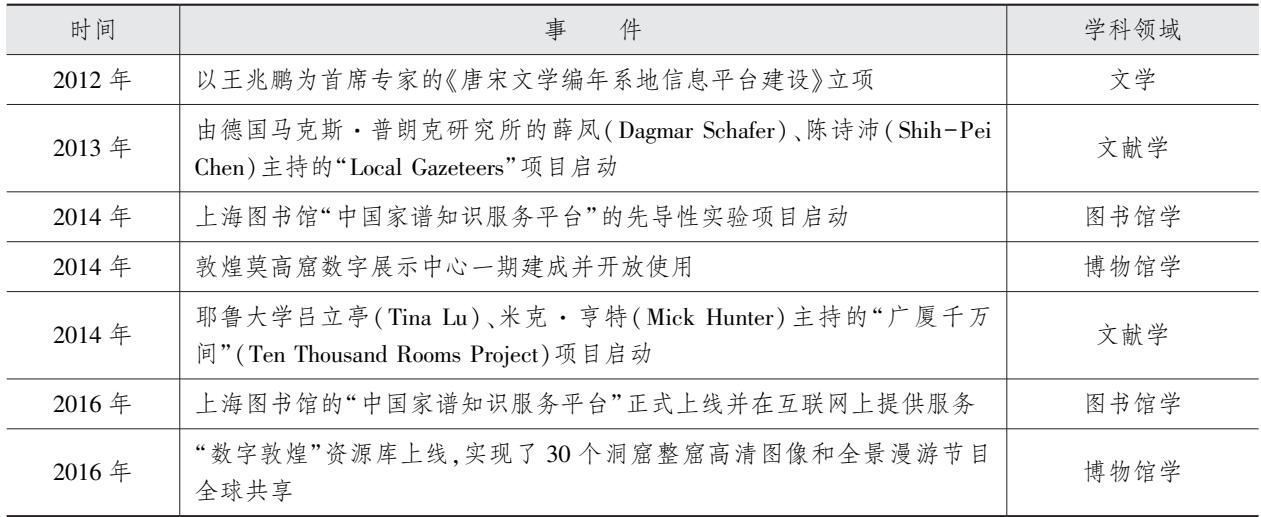 时间 事 件 学科领域
2012 年 以王兆鹏为首席专家的《唐宋文学编年系地信息平台建设》立项 文学
2013 年 由德国马克斯·普朗克研究所的薛凤(Dagmar Schafer)、陈诗沛(Shih-Pei
Chen)主持的“Local Gazeteers”项目启动 文献学
2014 年 上海图书馆“中国家谱知识服务平台”的先导性实验项目启动 图书馆学
2014 年 敦煌莫高窟数字展示中心一期建成并开放使用 博物馆学
2014 年 耶鲁大学吕立亭(Tina Lu)、米克·亨特(Mick Hunter)主持的“广厦千万
间”(Ten Thousand Rooms Project)项目启动 文献学
2016 年 上海图书馆的“中国家谱知识服务平台”正式上线并在互联网上提供服务 图书馆学
2016 年 “数字敦煌”资源库上线,实现了 30 个洞窟整窟高清图像和全景漫游节目
全球共享 博物馆学